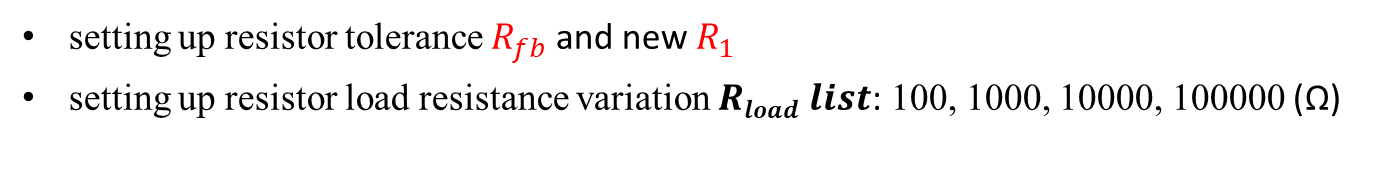 • setting up resistor tolerance R_fb and new R_1
• setting up resistor load resistance variation R_load list: 100, 1000, 10000, 100000 (Ω)